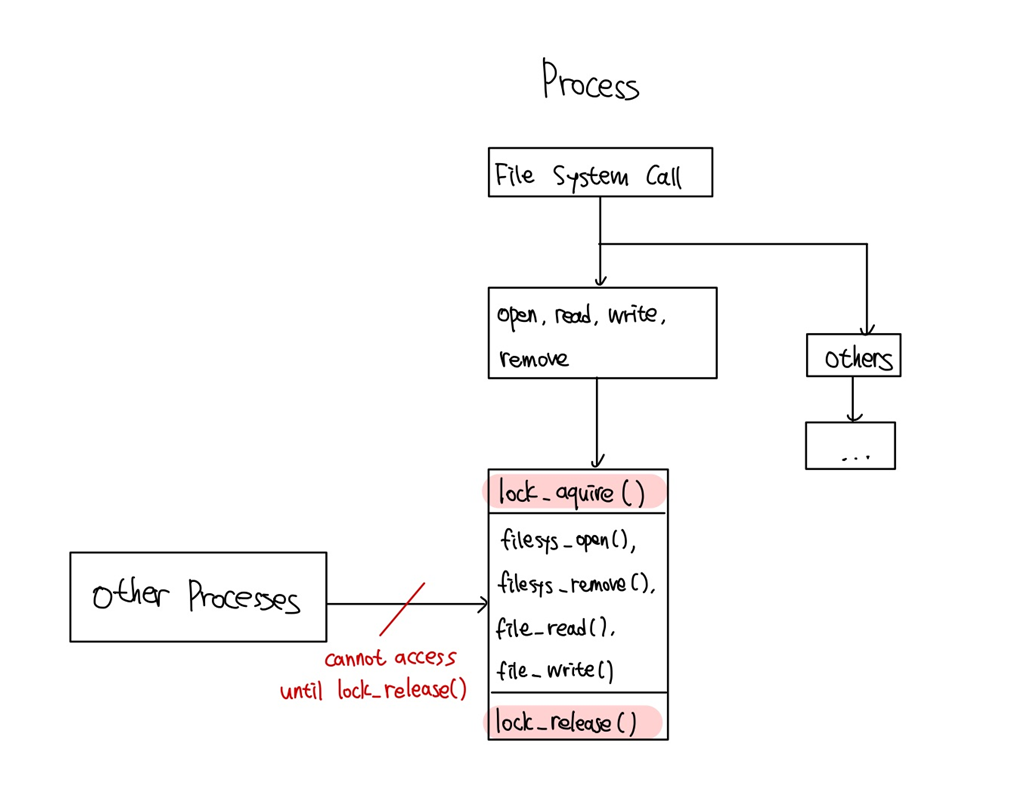 Process
File System Call
open, read, write,
remove
others
...
lock_aquire()
filesys_open(),
filesys_remove(),
file_read(),
file_write()
lock_release()
Other Processes
cannot access
until lock_release()